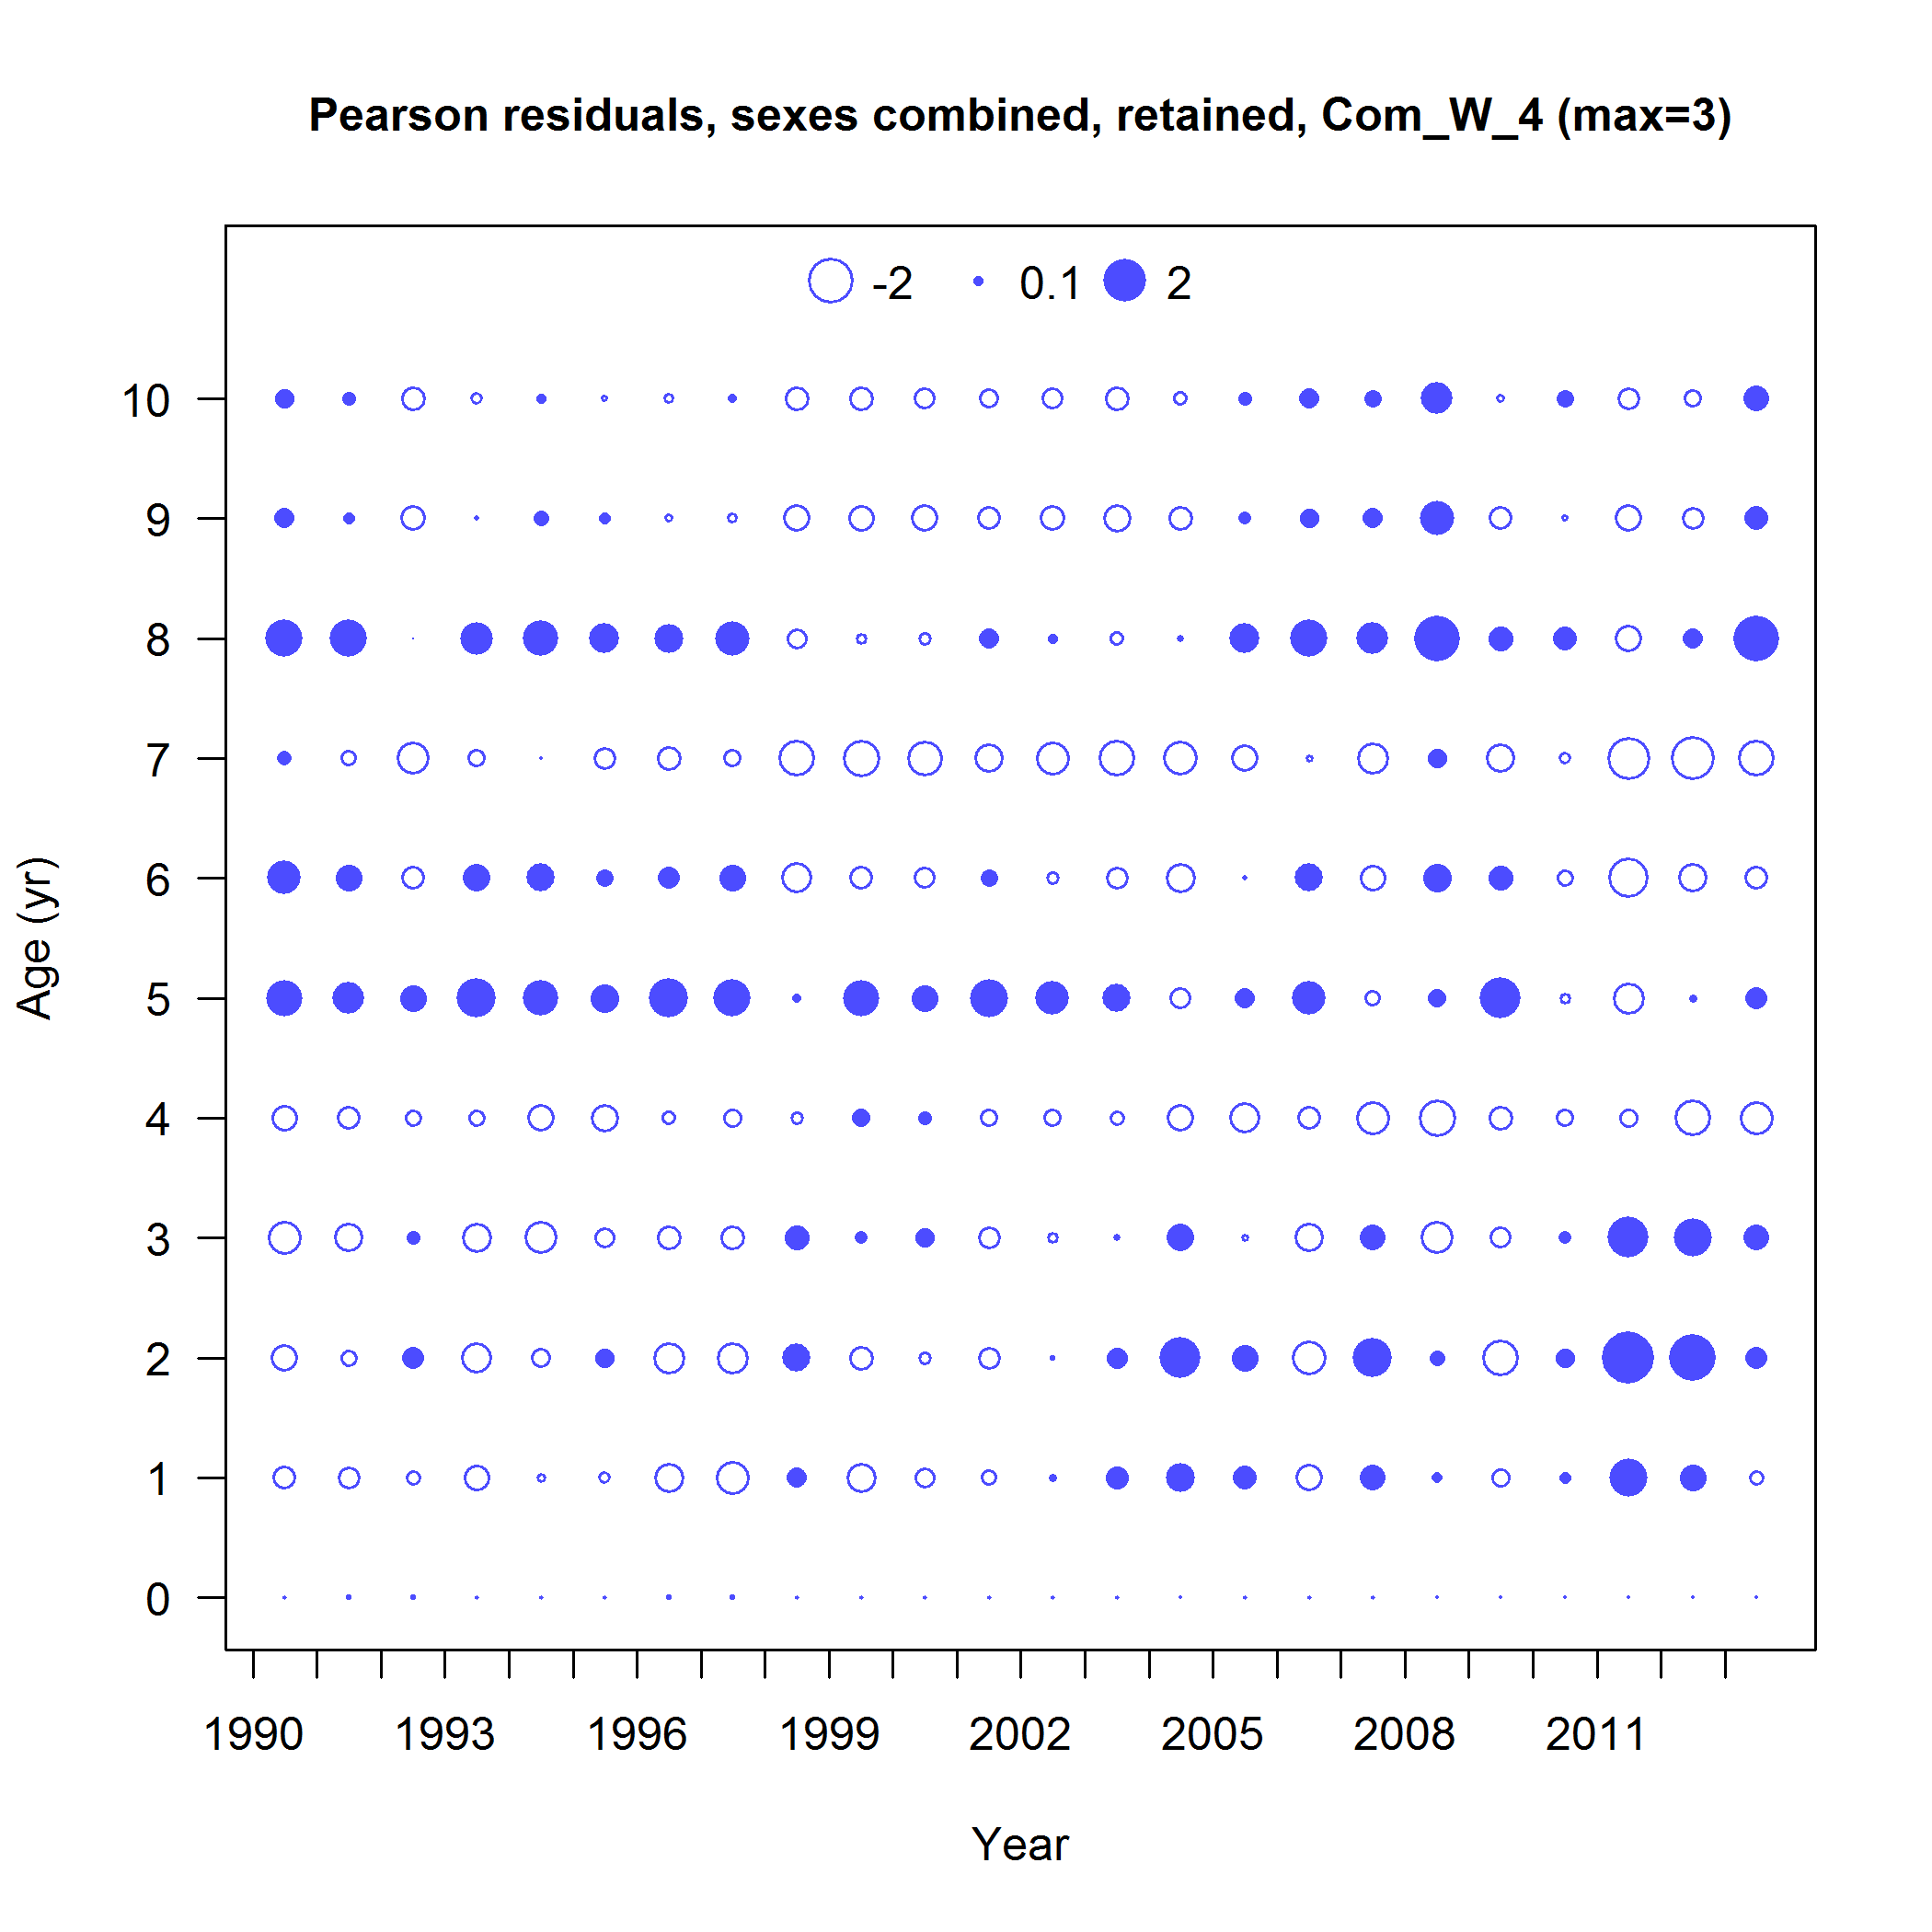 Pearson residuals, sexes combined, retained, Com_W_4 (max=3)
-2 0.1 2
10
9
8
7
6
5
4
3
2
1
0
Age (yr)
1990 1993 1996 1999 2002 2005 2008 2011
Year